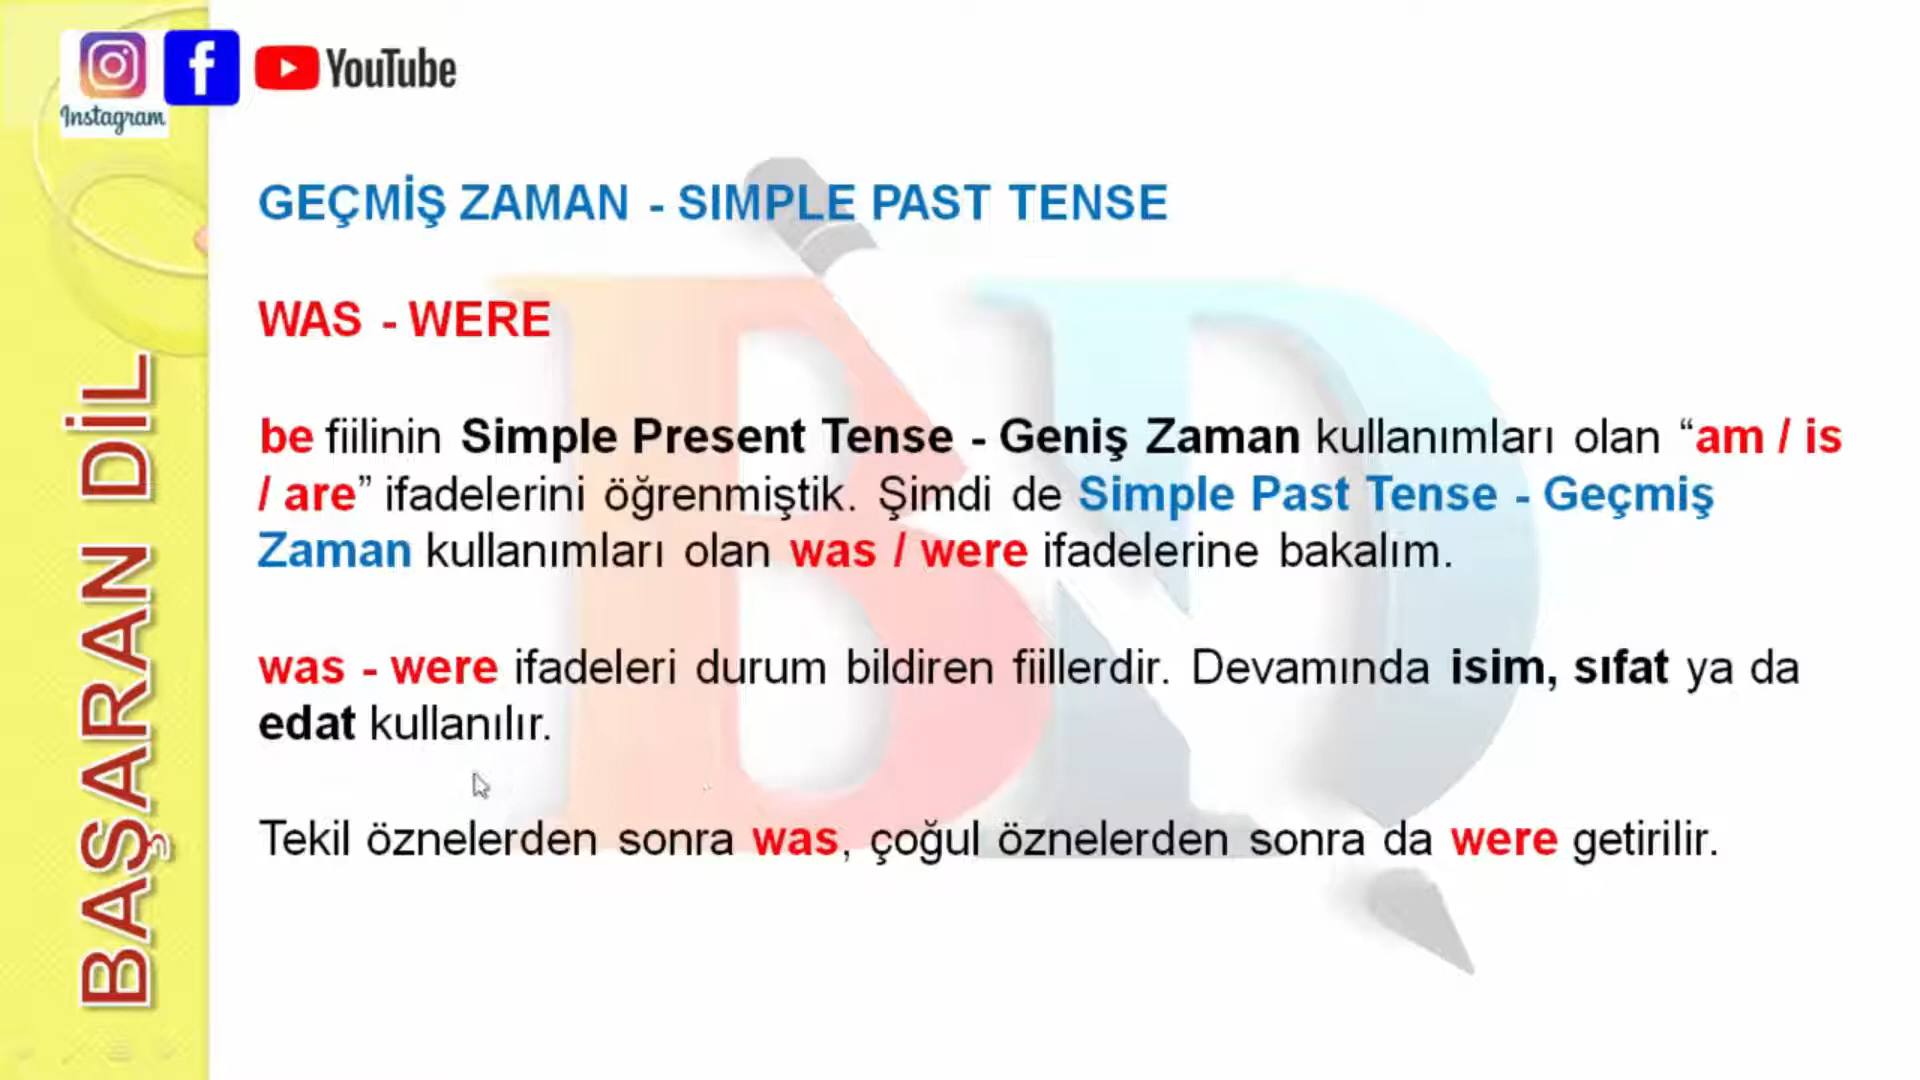 Instagram
f
YouTube
GEÇMİŞ ZAMAN - SIMPLE PAST TENSE
WAS - WERE
be fiilinin Simple Present Tense - Geniş Zaman kullanımları olan “am / is
/ are” ifadelerini öğrenmiştik. Şimdi de Simple Past Tense - Geçmiş
Zaman kullanımları olan was / were ifadelerine bakalım.
was - were ifadeleri durum bildiren fiillerdir. Devamında isim, sıfat ya da
edat kullanılır.
Tekil öznelerden sonra was, çoğul öznelerden sonra da were getirilir.
BAŞARAN DİL
BD